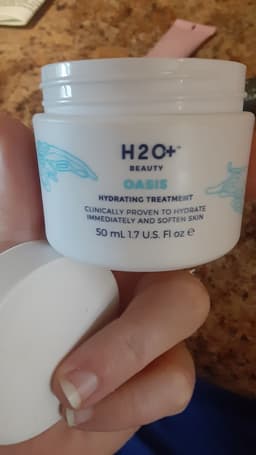 H2O+™
BEAUTY
OASIS
HYDRATING TREATMENT
CLINICALLY PROVEN TO HYDRATE
IMMEDIATELY AND SOFTEN SKIN
50 mL 1.7 U.S. Fl oz ℮